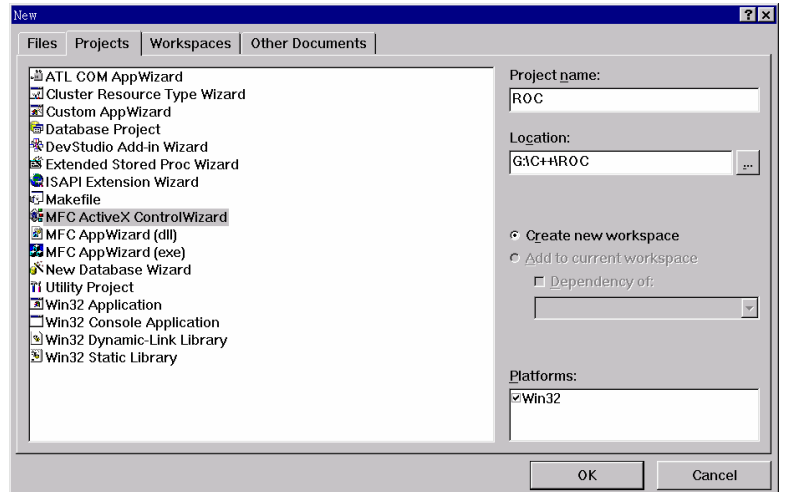 New
Files
Projects
Workspaces
Other Documents
ATL COM AppWizard
Cluster Resource Type Wizard
Custom AppWizard
Database Project
DevStudio Add-in Wizard
Extended Stored Proc Wizard
ISAPI Extension Wizard
Makefile
MFC ActiveX ControlWizard
MFC AppWizard (dll)
MFC AppWizard (exe)
New Database Wizard
Utility Project
Win32 Application
Win32 Console Application
Win32 Dynamic-Link Library
Win32 Static Library
Project name:
ROC
Location:
G:\C++\ROC
...
Create new workspace
Add to current workspace
Dependency of:
Platforms:
Win32
OK
Cancel